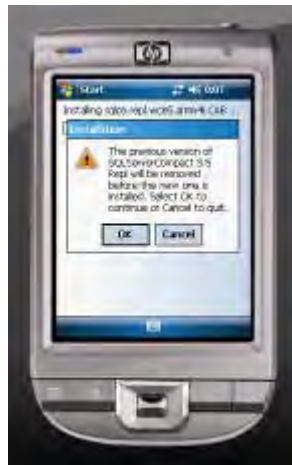 hp
Start
Installing sqlce.repl.wce5.armv4i.CAB
Installation
The previous version of
SQLServerCompact 3.5
Repl will be removed
before the new one is
installed. Select OK to
continue or Cancel to quit.
OK Cancel